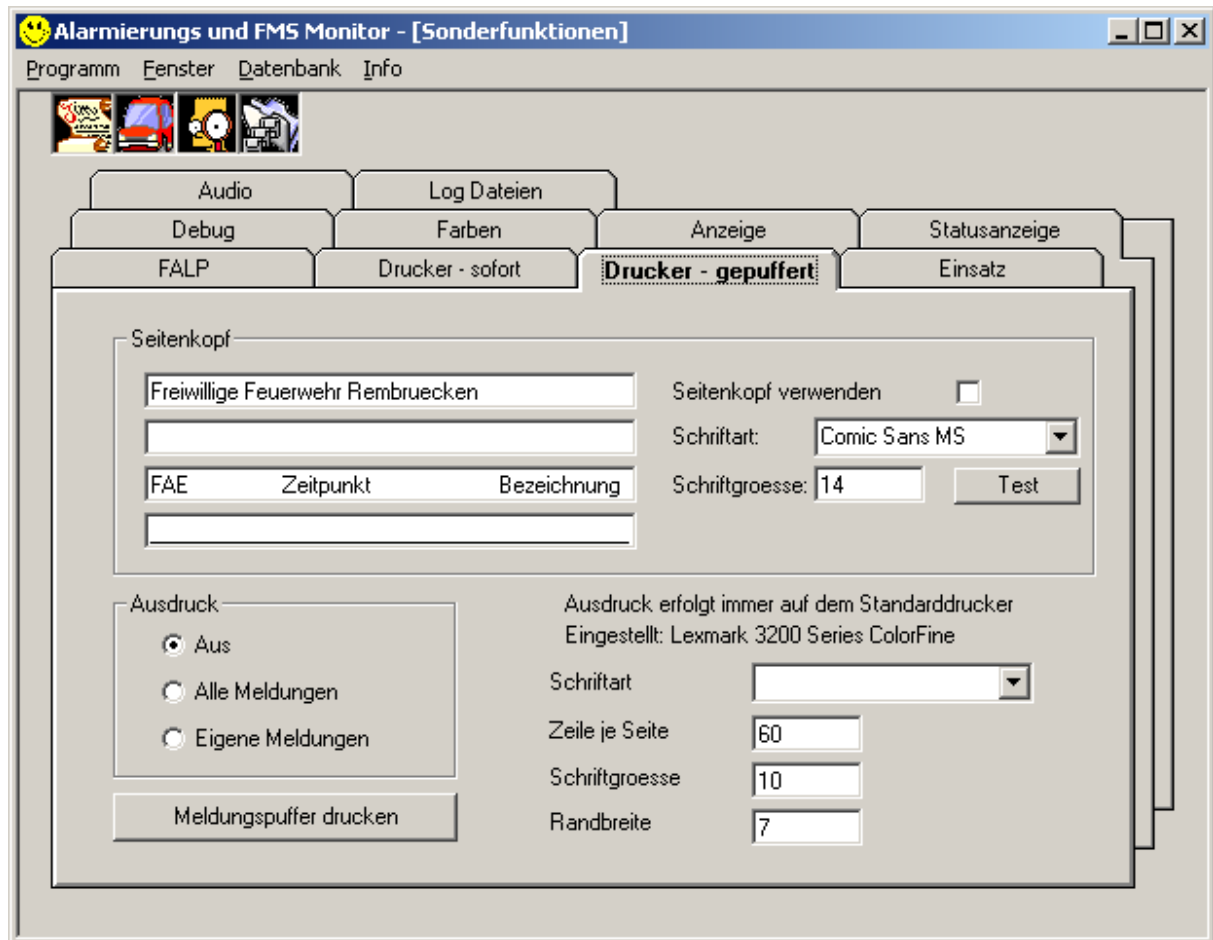 Alarmierungs und FMS Monitor - [Sonderfunktionen]
Programm Fenster Datenbank Info
Audio Log Dateien
Debug Farben Anzeige Statusanzeige
FALP Drucker - sofort Drucker - gepuffert Einsatz
Seitenkopf
Freiwillige Feuerwehr Rembruecken
Seitenkopf verwenden
Schriftart: Comic Sans MS
FAE Zeitpunkt Bezeichnung
Schriftgroesse: 14 Test
Ausdruck
Aus
Alle Meldungen
Eigene Meldungen
Meldungspuffer drucken
Ausdruck erfolgt immer auf dem Standarddrucker
Eingestellt: Lexmark 3200 Series ColorFine
Schriftart
Zeile je Seite 60
Schriftgroesse 10
Randbreite 7